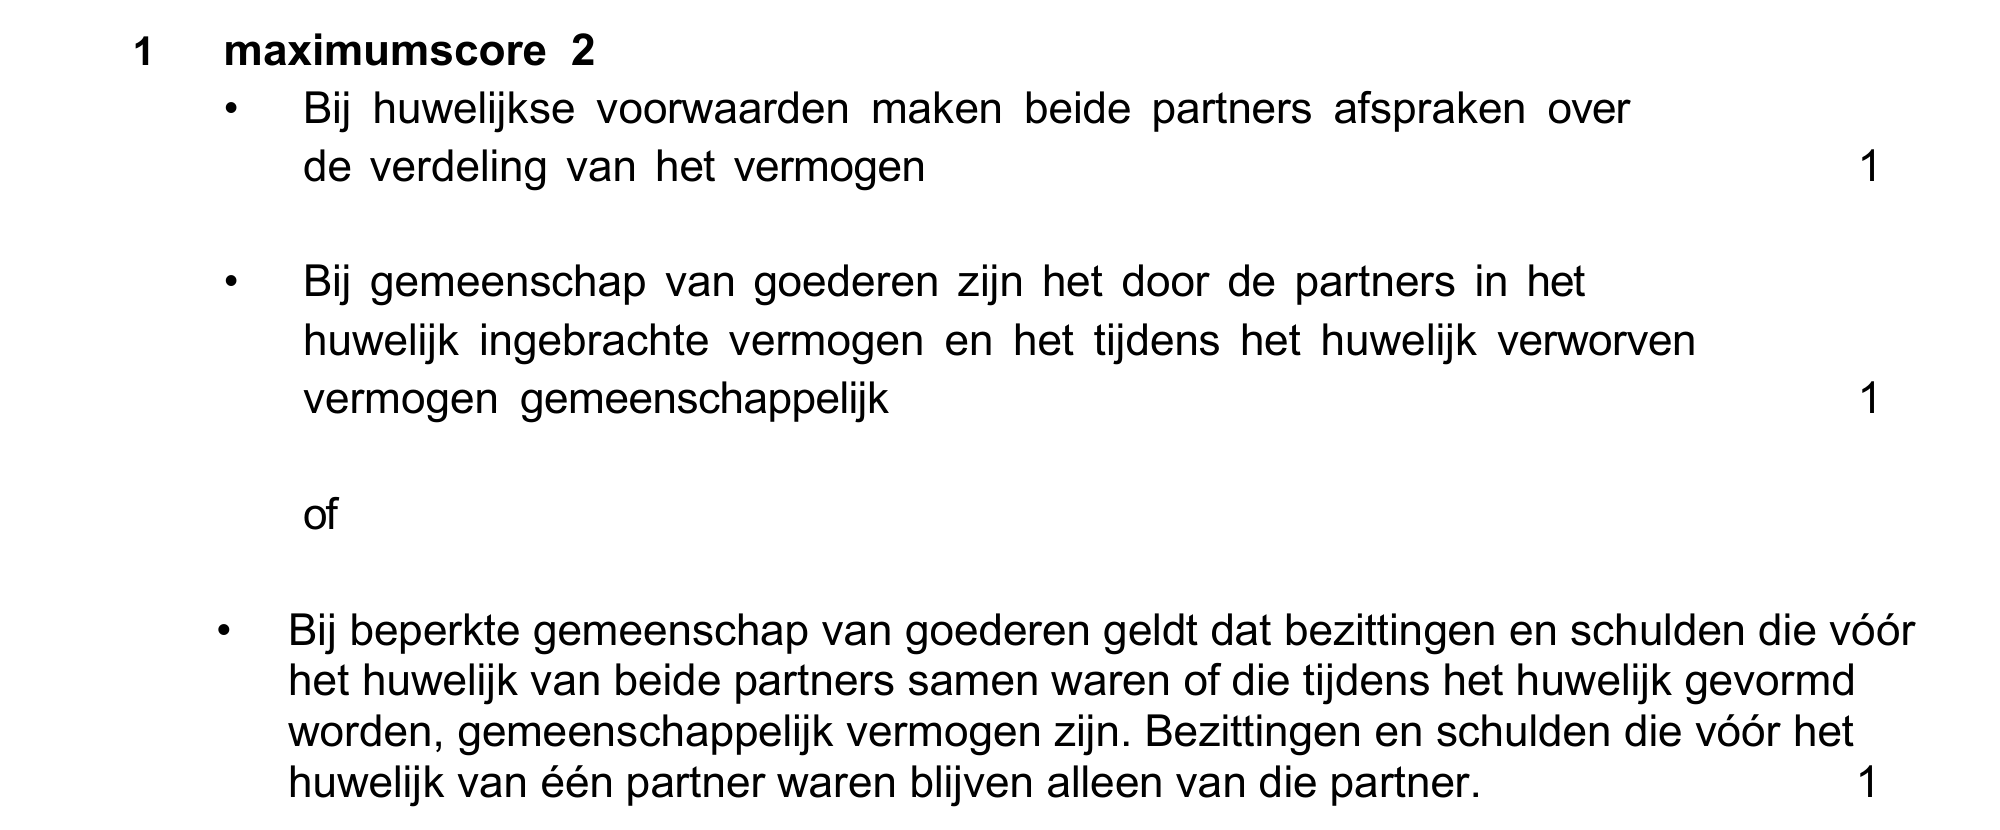 1 maximumscore 2
• Bij huwelijkse voorwaarden maken beide partners afspraken over
de verdeling van het vermogen 1
• Bij gemeenschap van goederen zijn het door de partners in het
huwelijk ingebrachte vermogen en het tijdens het huwelijk verworven
vermogen gemeenschappelijk 1
of
• Bij beperkte gemeenschap van goederen geldt dat bezittingen en schulden die vóór
het huwelijk van beide partners samen waren of die tijdens het huwelijk gevormd
worden, gemeenschappelijk vermogen zijn. Bezittingen en schulden die vóór het
huwelijk van één partner waren blijven alleen van die partner. 1